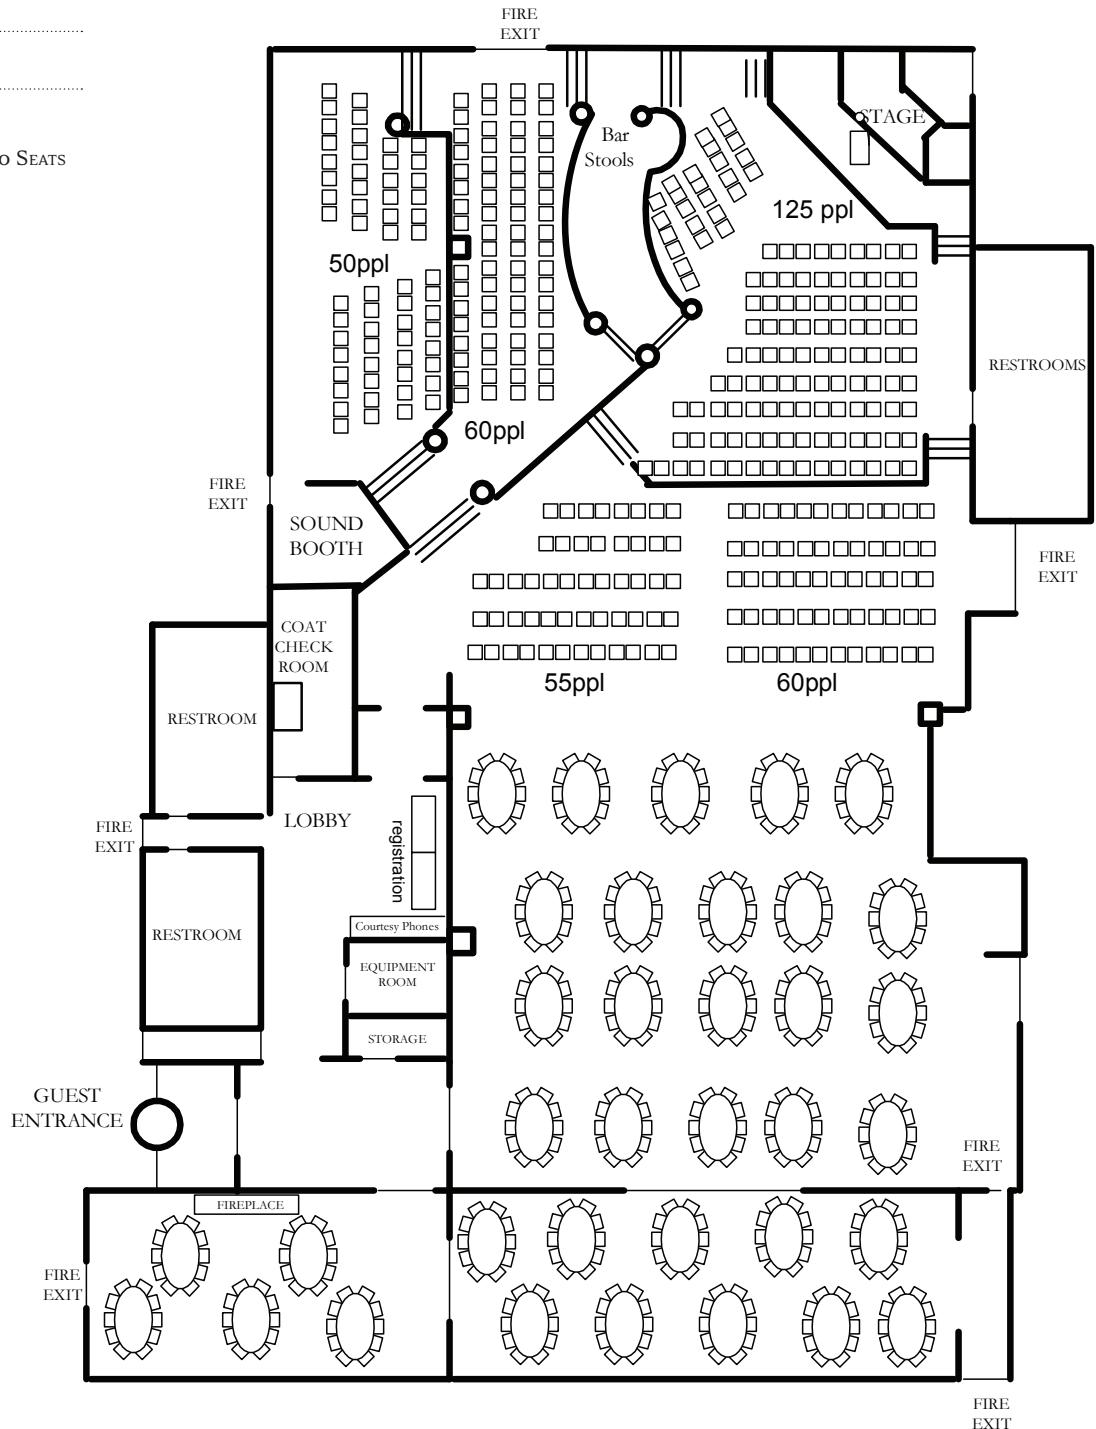 FIRE
EXIT
STAGE
O SEATS
Bar
Stools
125 ppl
50ppl
RESTROOMS
60ppl
FIRE
EXIT
SOUND
BOOTH
FIRE
EXIT
COAT
CHECK
ROOM
55ppl
60ppl
RESTROOM
LOBBY
FIRE
EXIT
registration
Courtesy Phones
RESTROOM
EQUIPMENT
ROOM
STORAGE
GUEST
ENTRANCE
FIRE
EXIT
FIREPLACE
FIRE
EXIT
FIRE
EXIT